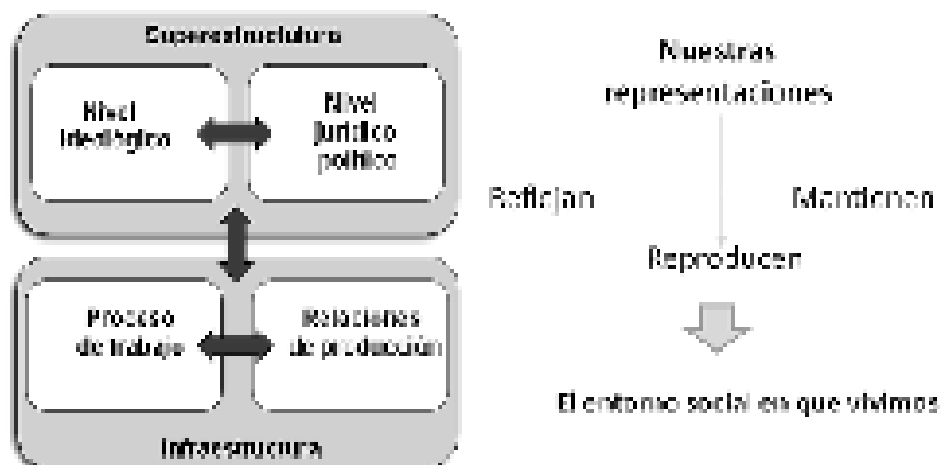 Superestructura
Nivel
ideológico
Nivel
jurídico
político
Proceso
de trabajo
Relaciones
de producción
Infraestructura
Nuestras
representaciones
Reflejan
Mantienen
Reproducen
El entorno social en que vivimos